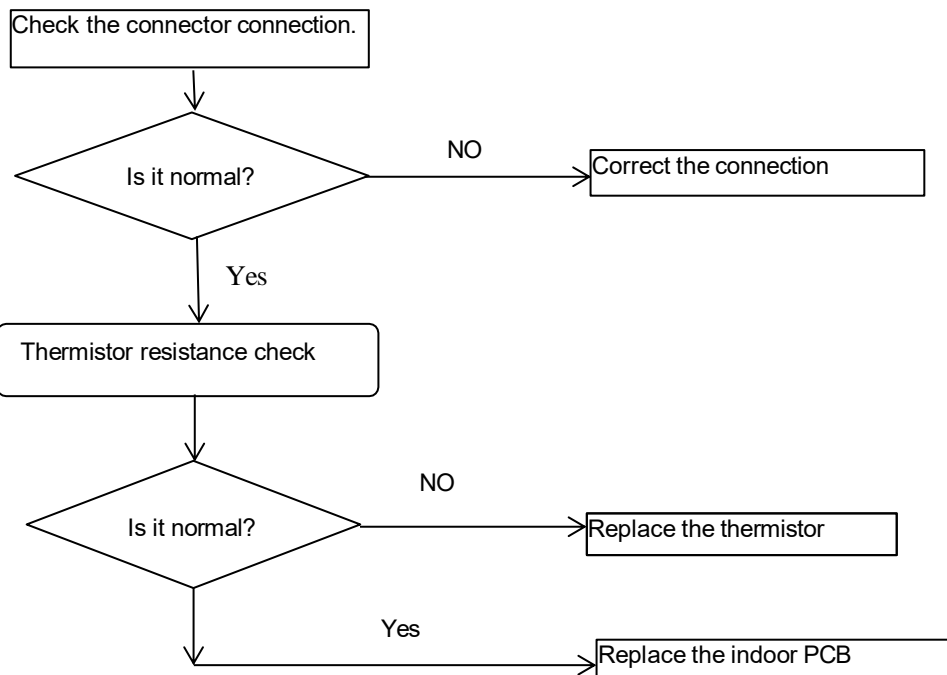 Check the connector connection.
Is it normal?
NO
Correct the connection
Yes
Thermistor resistance check
Is it normal?
NO
Replace the thermistor
Yes
Replace the indoor PCB